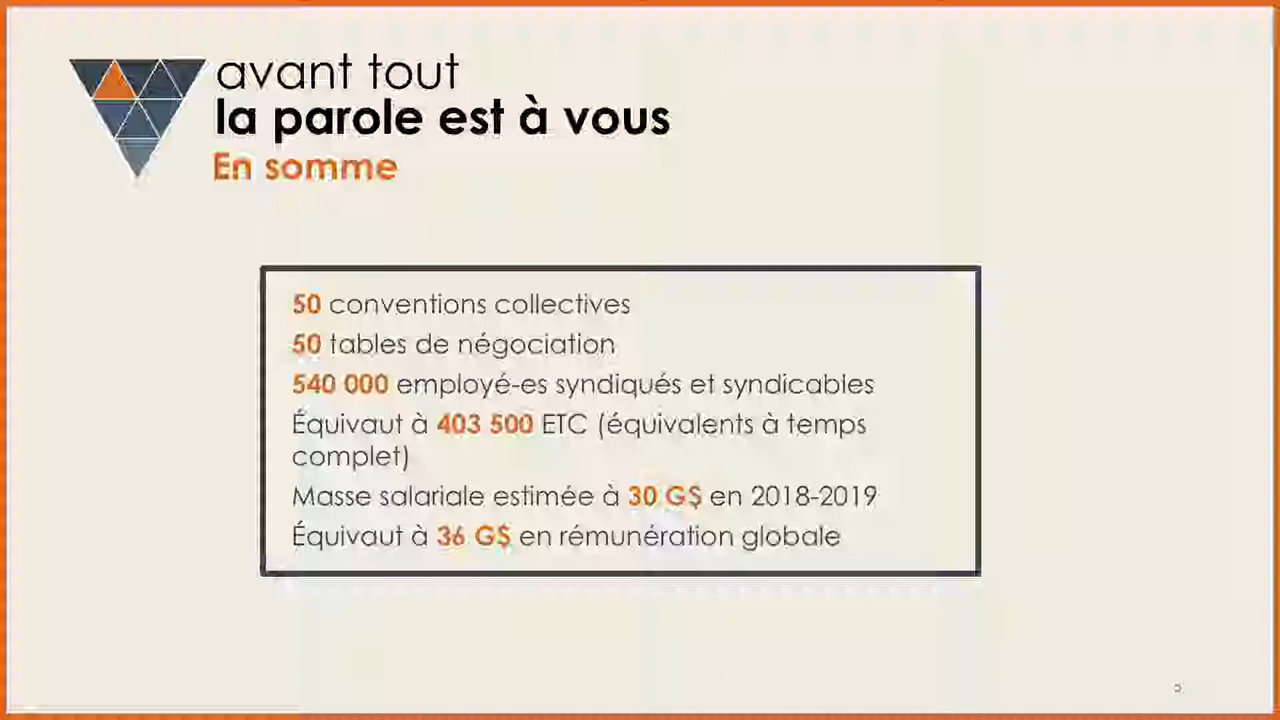 avant tout
la parole est à vous
En somme
50 conventions collectives
50 tables de négociation
540 000 employé-es syndiqués et syndicables
Équivaut à 403 500 ETC (équivalents à temps
complet)
Masse salariale estimée à 30 G$ en 2018-2019
Équivaut à 36 G$ en rémunération globale